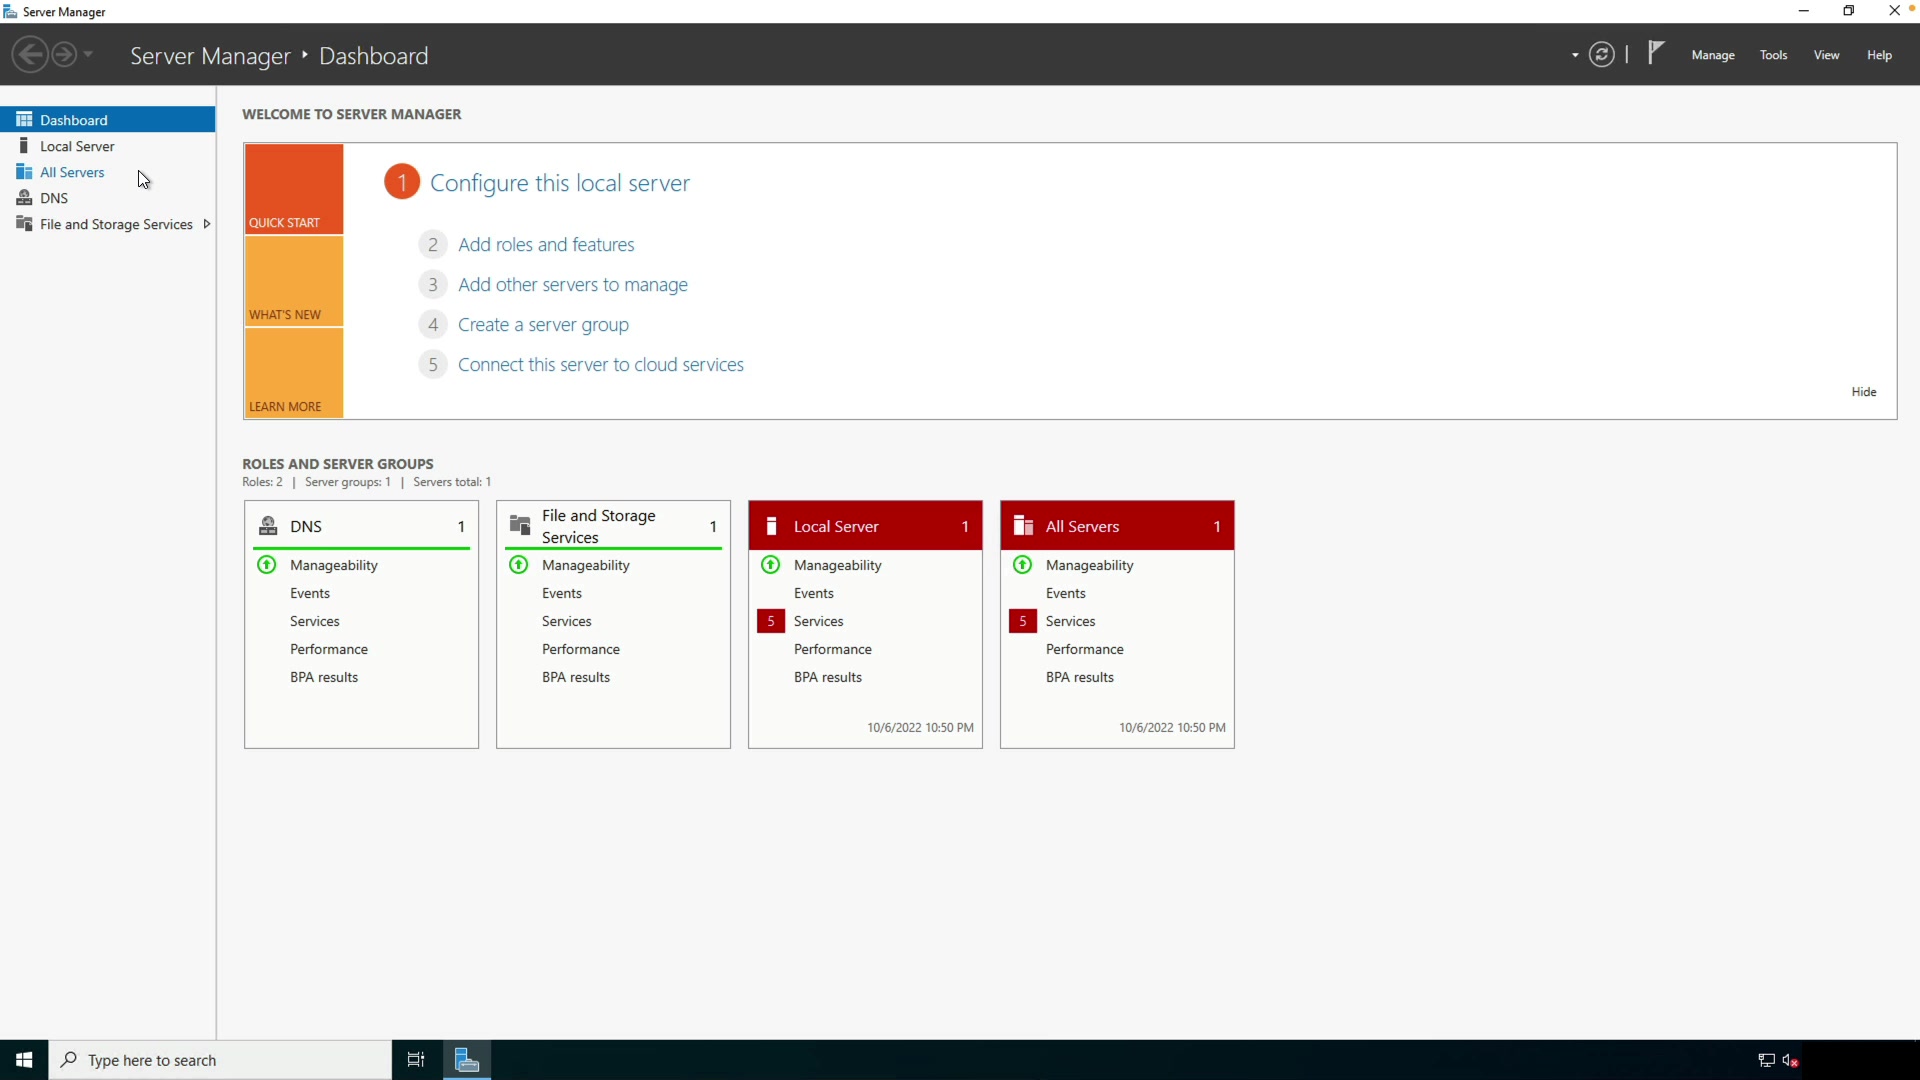 Server Manager
Server Manager ‣ Dashboard
Manage
Tools
View
Help
Dashboard
Local Server
All Servers
DNS
File and Storage Services
WELCOME TO SERVER MANAGER
QUICK START
WHAT'S NEW
LEARN MORE
1 Configure this local server
2 Add roles and features
3 Add other servers to manage
4 Create a server group
5 Connect this server to cloud services
Hide
ROLES AND SERVER GROUPS
Roles: 2 | Server groups: 1 | Servers total: 1
DNS 1
Manageability
Events
Services
Performance
BPA results
File and Storage
Services 1
Manageability
Events
Services
Performance
BPA results
Local Server 1
Manageability
Events
5 Services
Performance
BPA results
10/6/2022 10:50 PM
All Servers 1
Manageability
Events
5 Services
Performance
BPA results
10/6/2022 10:50 PM
Type here to search